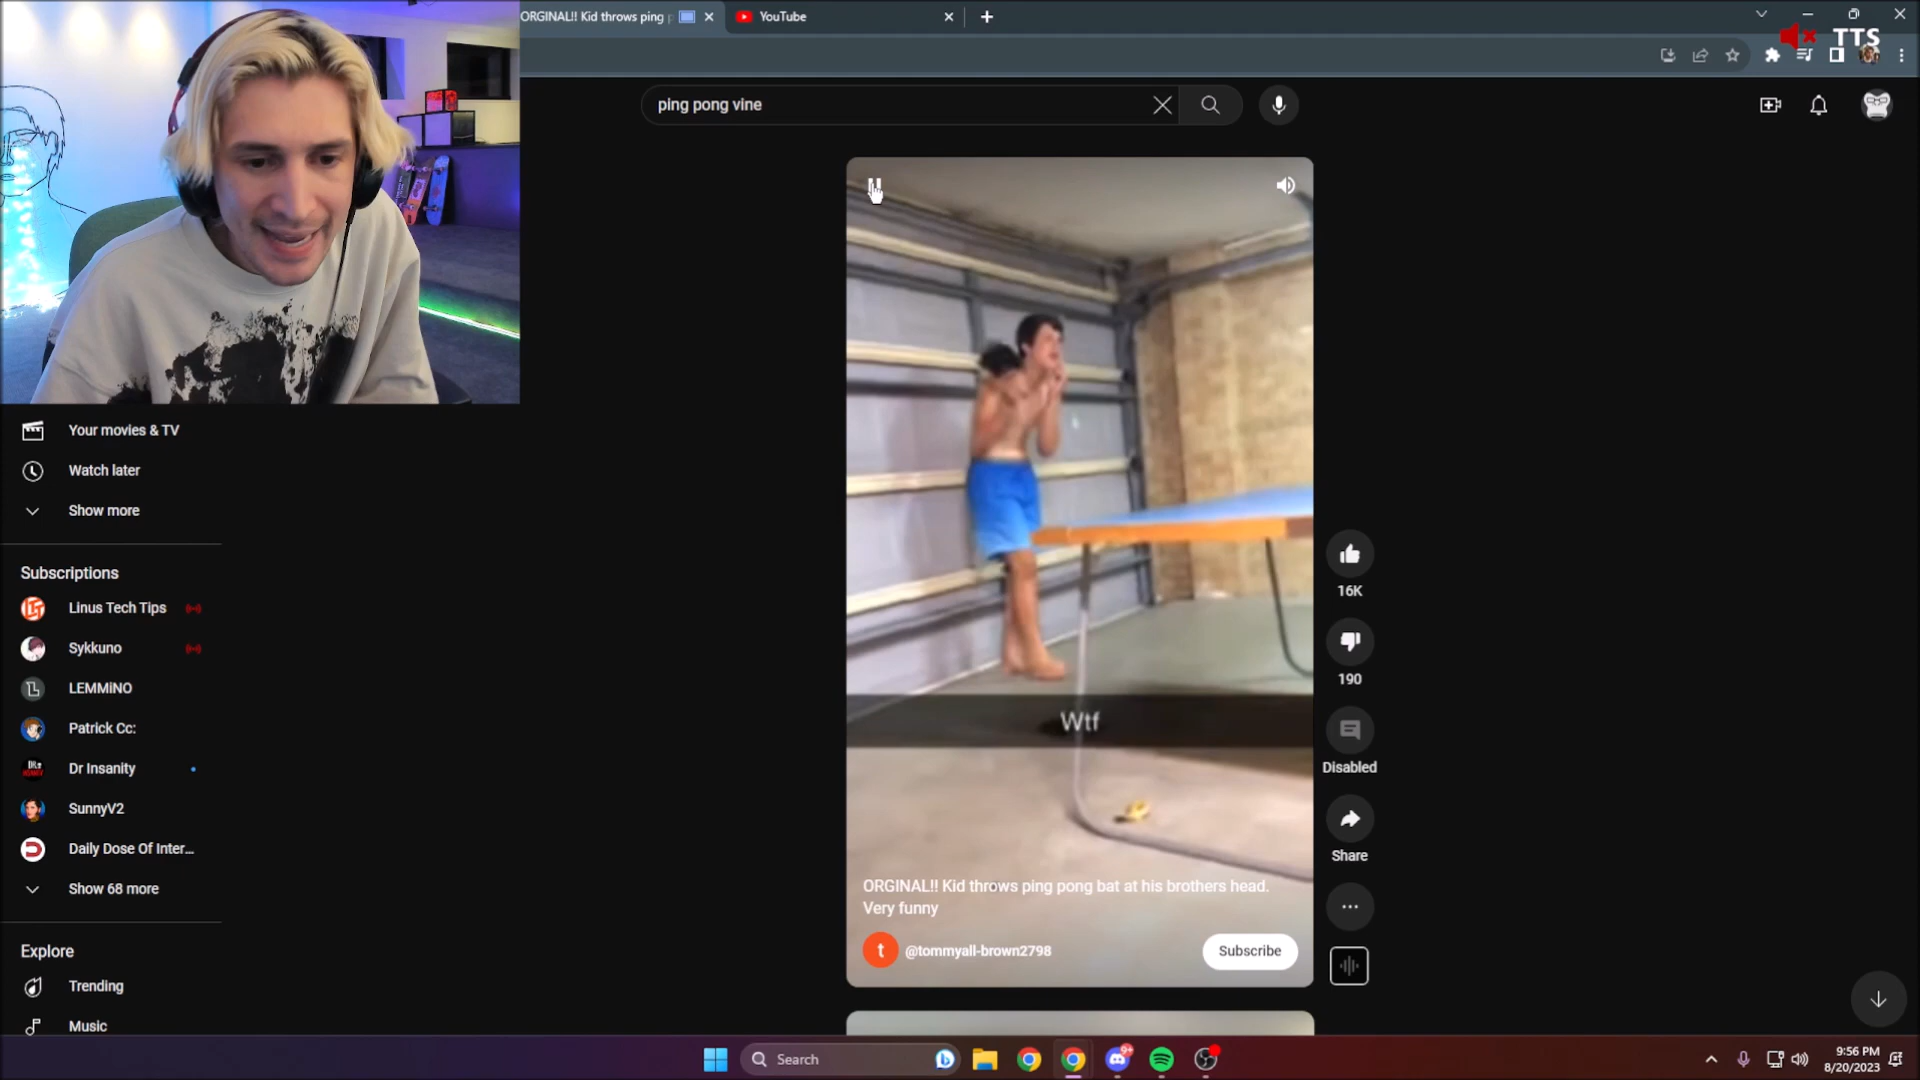 ORGINAL!! Kid throws ping p
YouTube
TTS
ping pong vine
Your movies & TV
Watch later
Show more
Subscriptions
Linus Tech Tips
Sykkuno
LEMMiNO
Patrick Cc:
Dr Insanity
SunnyV2
Daily Dose Of Inter...
Show 68 more
Explore
Trending
Music
Wtf
ORGINAL!! Kid throws ping pong bat at his brothers head.
Very funny
t
@tommyall-brown2798
Subscribe
16K
190
Disabled
Share
Search
9+
9:56 PM
8/20/2023